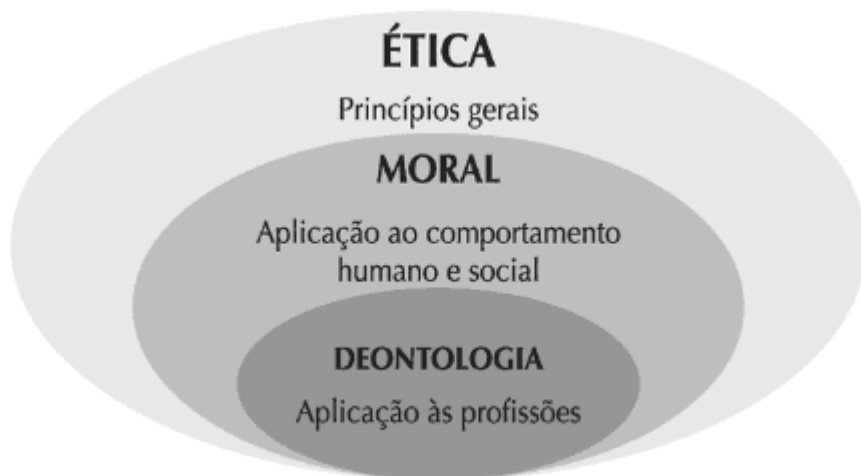 ÉTICA
Princípios gerais
MORAL
Aplicação ao comportamento
humano e social
DEONTOLOGIA
Aplicação às profissões